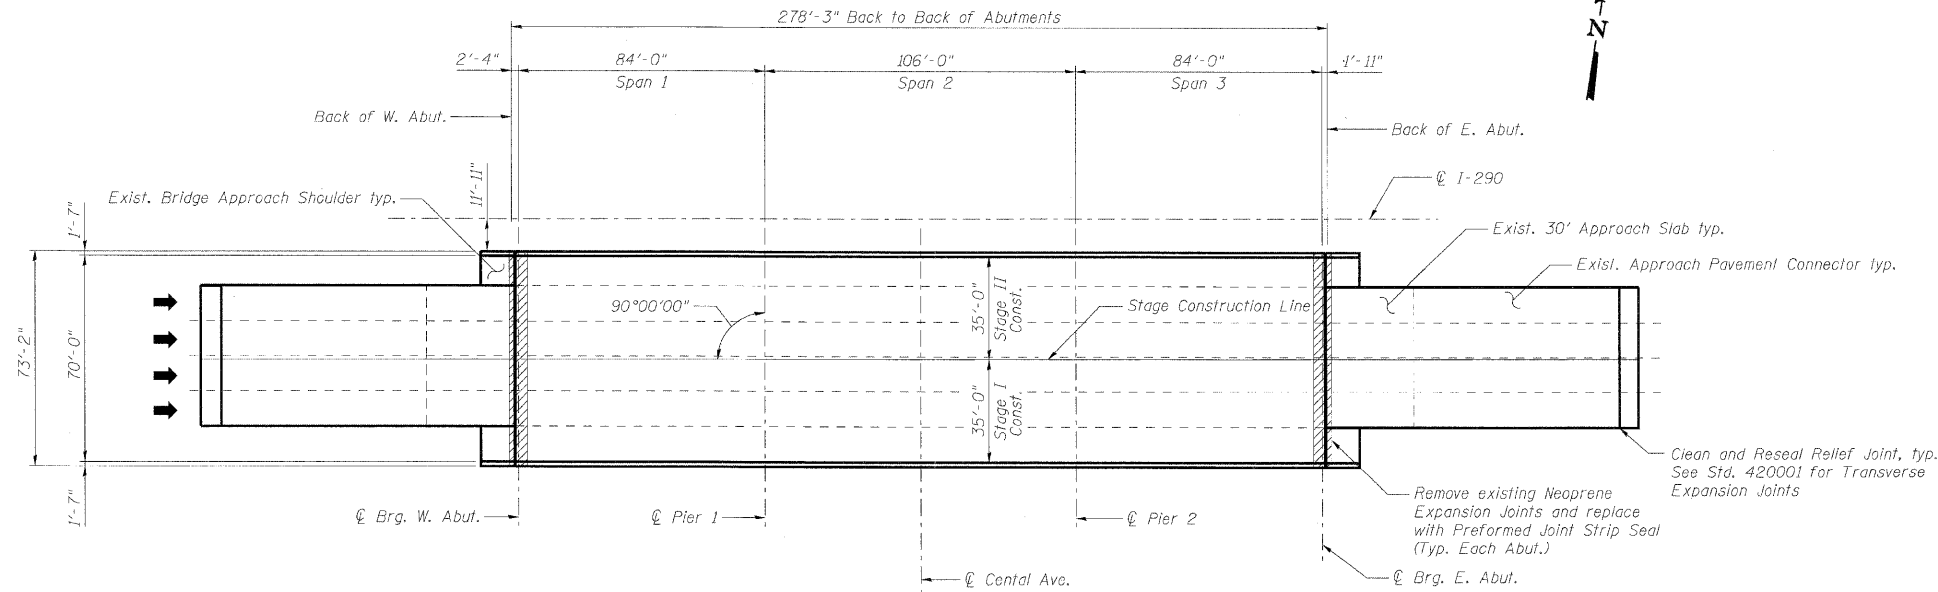 278'-3" Back to Back of Abutments
N
2'-4"
84'-0"
106'-0"
84'-0"
1'-11"
Span 1
Span 2
Span 3
Back of W. Abut.
Back of E. Abut.
11'-11"
℄ I-290
Exist. Bridge Approach Shoulder typ.
1'-7"
Exist. 30' Approach Slab typ.
Exist. Approach Pavement Connector typ.
90°00'00"
35'-0"
Stage II
Const.
Stage Construction Line
73'-2"
70'-0"
35'-0"
Stage I
Const.
Clean and Reseal Relief Joint, typ.
See Std. 420001 for Transverse
Expansion Joints
1'-7"
Remove existing Neoprene
Expansion Joints and replace
with Preformed Joint Strip Seal
(Typ. Each Abut.)
℄ Brg. W. Abut.
℄ Pier 1
℄ Pier 2
℄ Cental Ave.
℄ Brg. E. Abut.